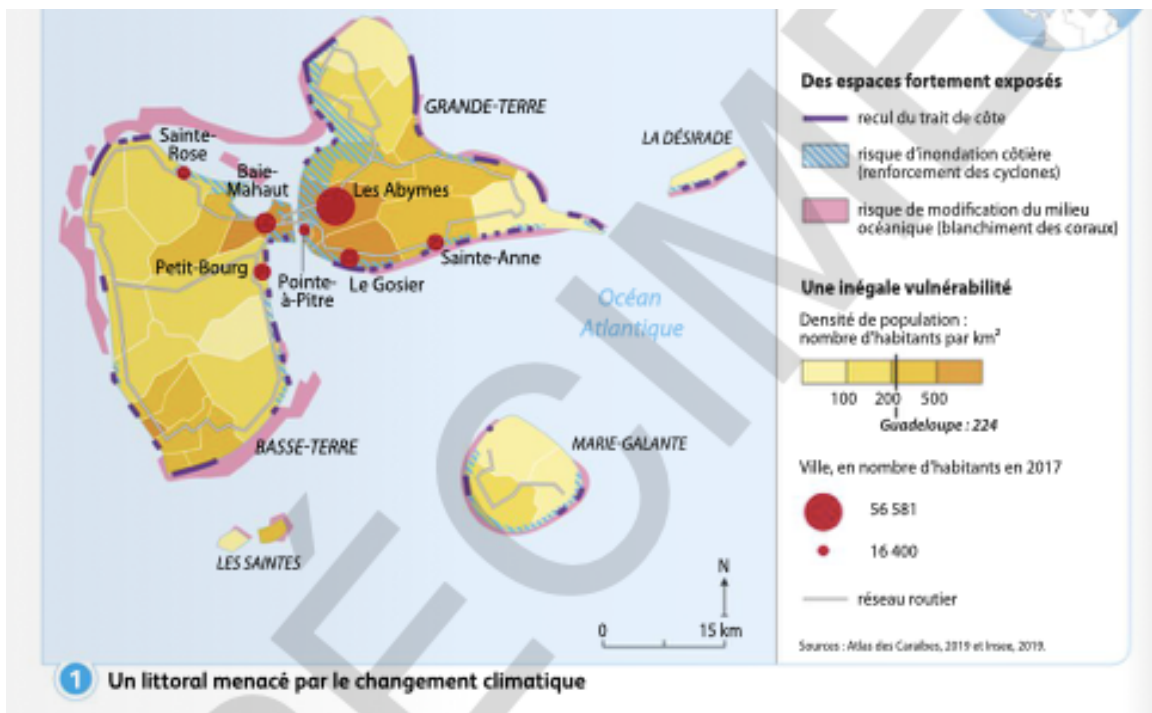 GRANDE-TERRE
LA DÉSIRADE
Sainte-
Rose
Baie-
Mahaut
Les Abymes
Petit-Bourg
Pointe-
à-Pitre
Le Gosier
Sainte-Anne
Océan
Atlantique
BASSE-TERRE
MARIE-GALANTE
LES SAINTES
N
0
15 km
Des espaces fortement exposés
recul du trait de côte
risque d'inondation côtière
(renforcement des cyclones)
risque de modification du milieu
océanique (blanchiment des coraux)
Une inégale vulnérabilité
Densité de population :
nombre d'habitants par km²
100 200 500
Guadeloupe : 224
Ville, en nombre d'habitants en 2017
56 581
16 400
réseau routier
Sources : Atlas des Caraïbes, 2019 et Insee, 2019.
1 Un littoral menacé par le changement climatique
SPÉCIMEN